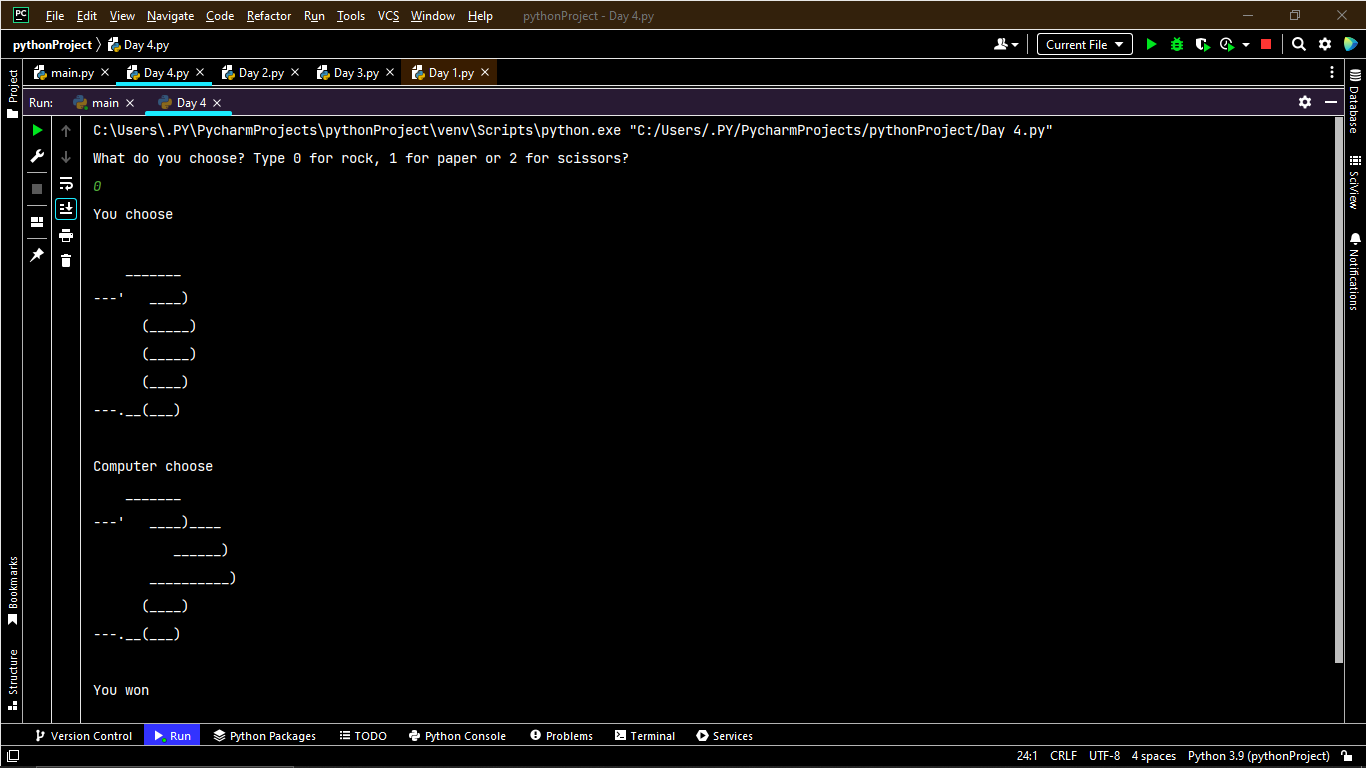 PC File Edit View Navigate Code Refactor Run Tools VCS Window Help pythonProject - Day 4.py
pythonProject Day 4.py Current File
main.py Day 4.py Day 2.py Day 3.py Day 1.py
Run: main Day 4
Project
Bookmarks
Structure
C:\Users\.PY\PycharmProjects\pythonProject\venv\Scripts\python.exe "C:/Users/.PY/PycharmProjects/pythonProject/Day 4.py"
What do you choose? Type 0 for rock, 1 for paper or 2 for scissors?
0
You choose
    _______
---'   ____)
      (_____)
      (_____)
      (____)
---.__(___)
Computer choose
    _______
---'   ____)____
          ______)
       __________)
      (____)
---.__(___)
You won
Database
SciView
Notifications
Version Control Run Python Packages TODO Python Console Problems Terminal Services
24:1 CRLF UTF-8 4 spaces Python 3.9 (pythonProject)